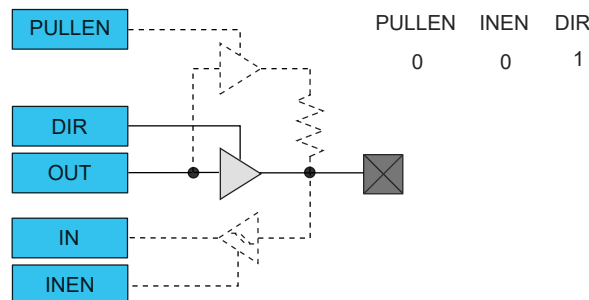 PULLEN
PULLEN INEN DIR
0 0 1
DIR
OUT
IN
INEN